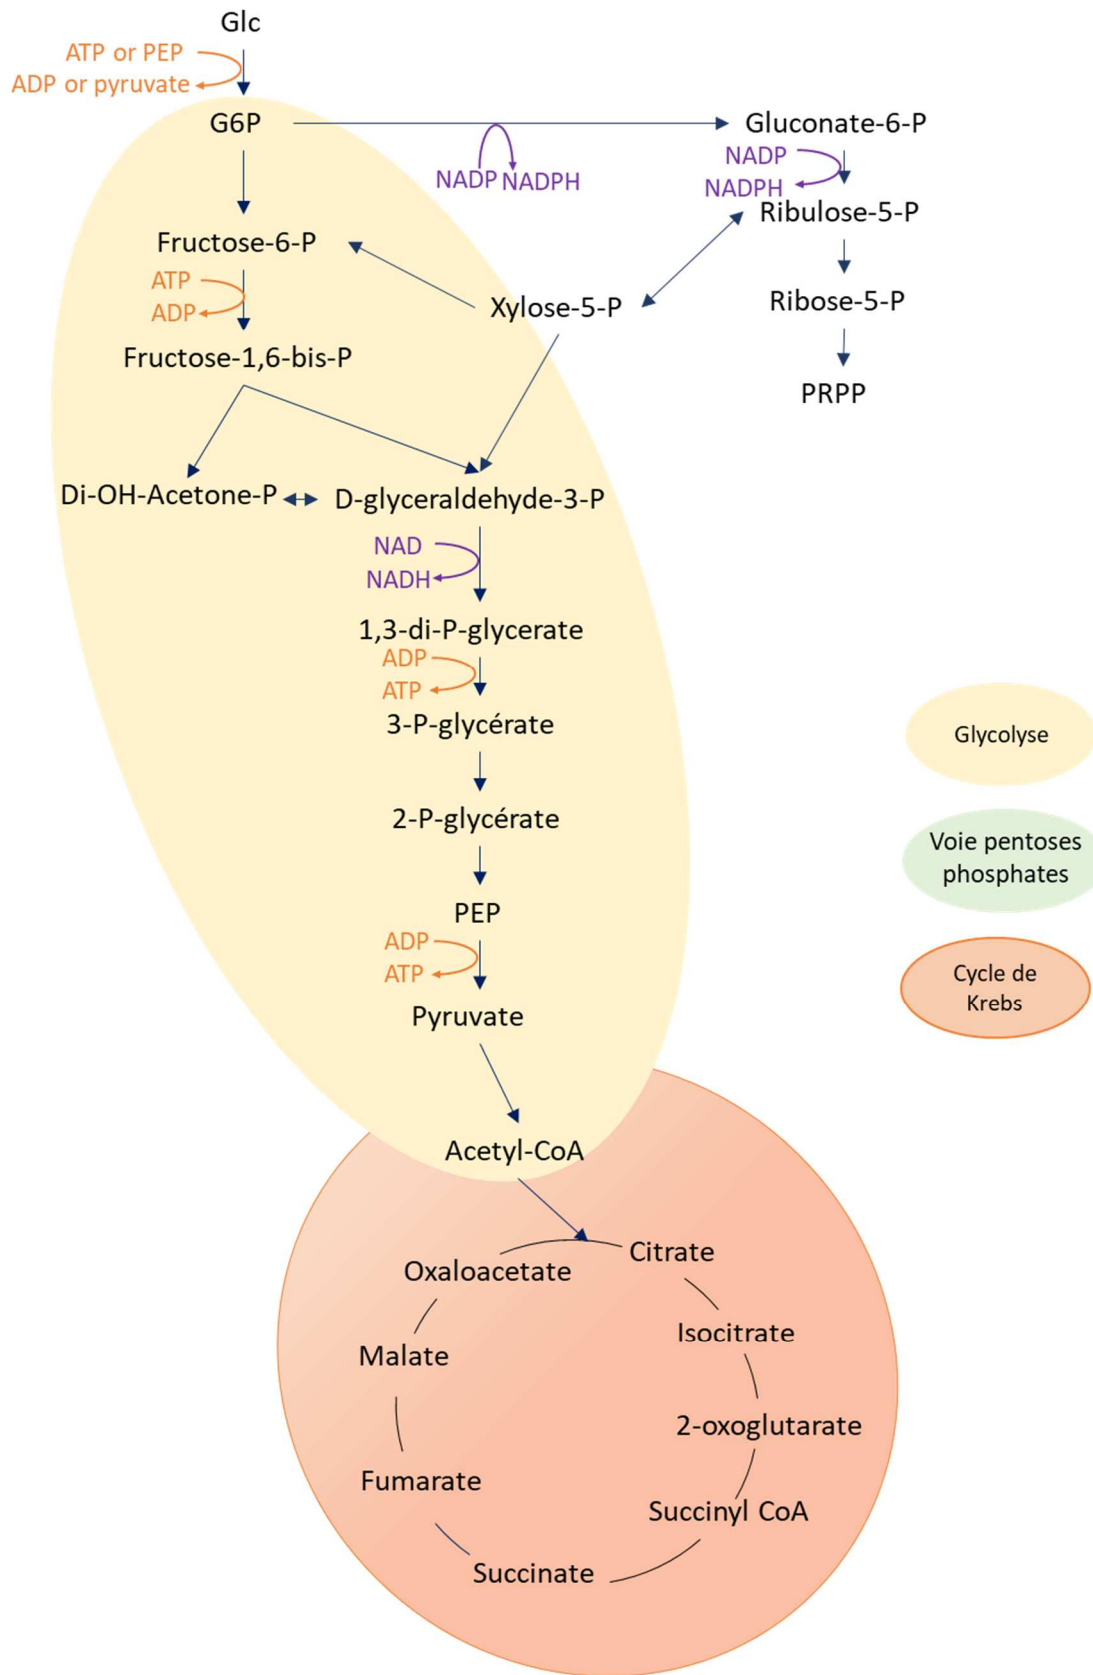 Glc
ATP or PEP
ADP or pyruvate
G6P
Gluconate-6-P
NADP NADPH
NADP
NADPH
Ribulose-5-P
Fructose-6-P
ATP
ADP
Xylose-5-P
Ribose-5-P
Fructose-1,6-bis-P
PRPP
Di-OH-Acetone-P
D-glyceraldehyde-3-P
NAD
NADH
1,3-di-P-glycerate
ADP
ATP
3-P-glycérate
2-P-glycérate
PEP
ADP
ATP
Pyruvate
Acetyl-CoA
Citrate
Oxaloacetate
Isocitrate
Malate
2-oxoglutarate
Fumarate
Succinyl CoA
Succinate
Glycolyse
Voie pentoses
phosphates
Cycle de
Krebs